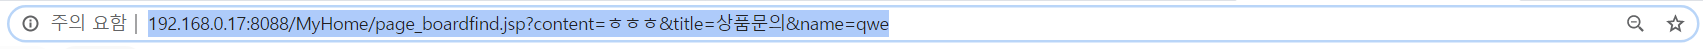 주의 요함 | 192.168.0.17:8088/MyHome/page_boardfind.jsp?content=ㅎㅎㅎ&title=상품문의&name=qwe